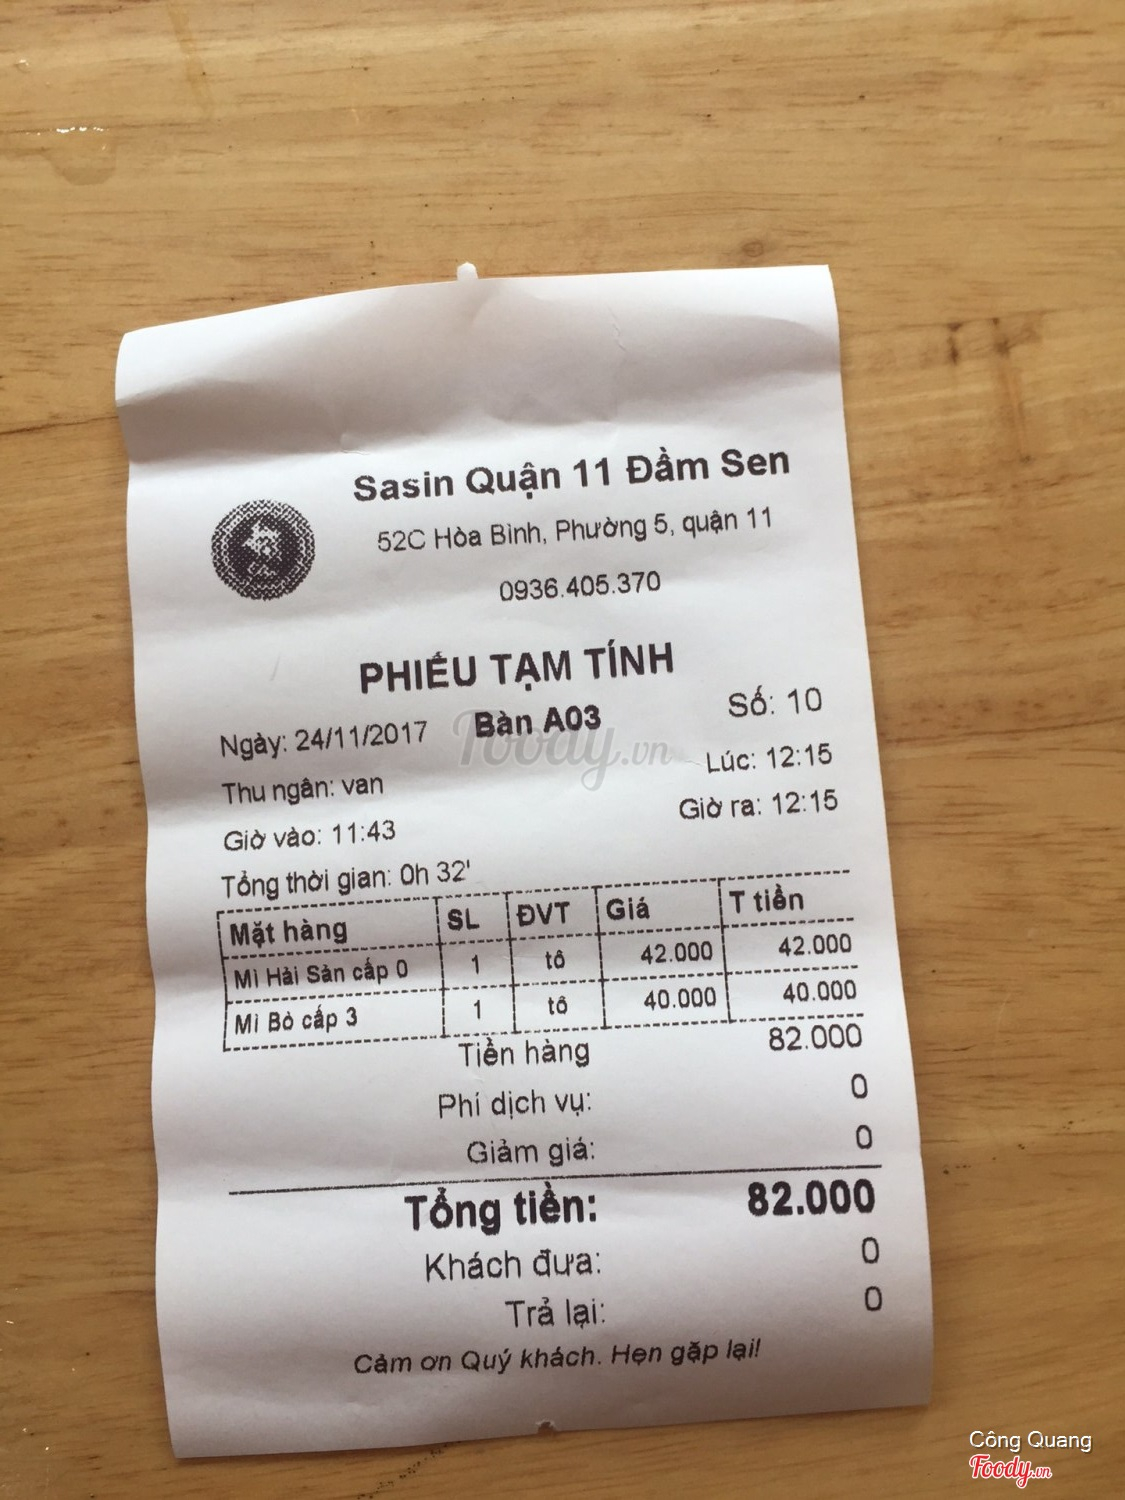 Sasin Quận 11 Đầm Sen
52C Hòa Bình, Phường 5, quận 11
0936.405.370
PHIẾU TẠM TÍNH
Bàn A03
Số: 10
Ngày: 24/11/2017
Lúc: 12:15
Thu ngân: van
Giờ vào: 11:43
Giờ ra: 12:15
Tổng thời gian: 0h 32'
Mặt hàng SL ĐVT Giá T tiền
Mì Hải Sản cấp 0 1 tô 42.000 42.000
Mì Bò cấp 3 1 tô 40.000 40.000
Tiền hàng 82.000
Phí dịch vụ: 0
Giảm giá: 0
Tổng tiền: 82.000
Khách đưa: 0
Trả lại: 0
Cảm ơn Quý khách. Hẹn gặp lại!
Foody.vn
Công Quang
Foody.vn